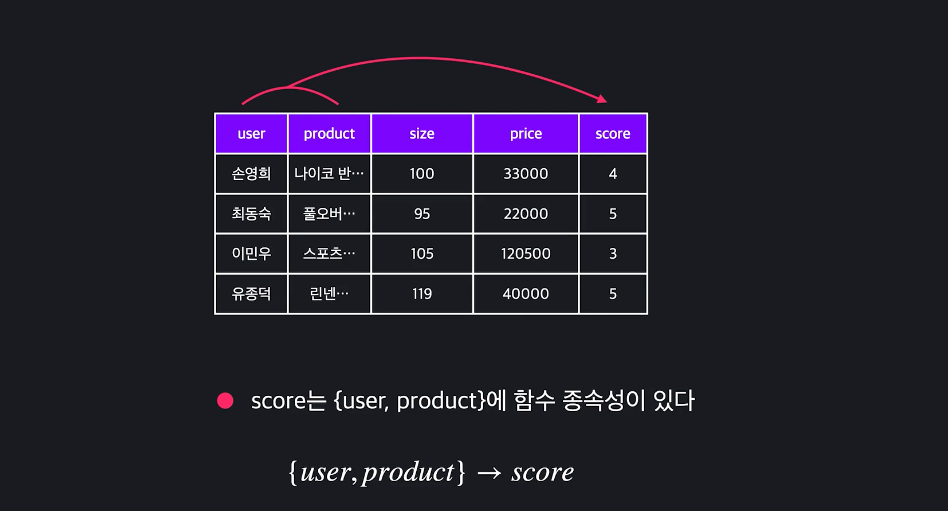 user product size price score
손영희 나이코 반… 100 33000 4
최동숙 풀오버… 95 22000 5
이민우 스포츠… 105 120500 3
유종덕 린넨… 119 40000 5
score는 {user, product}에 함수 종속성이 있다
{user, product} → score